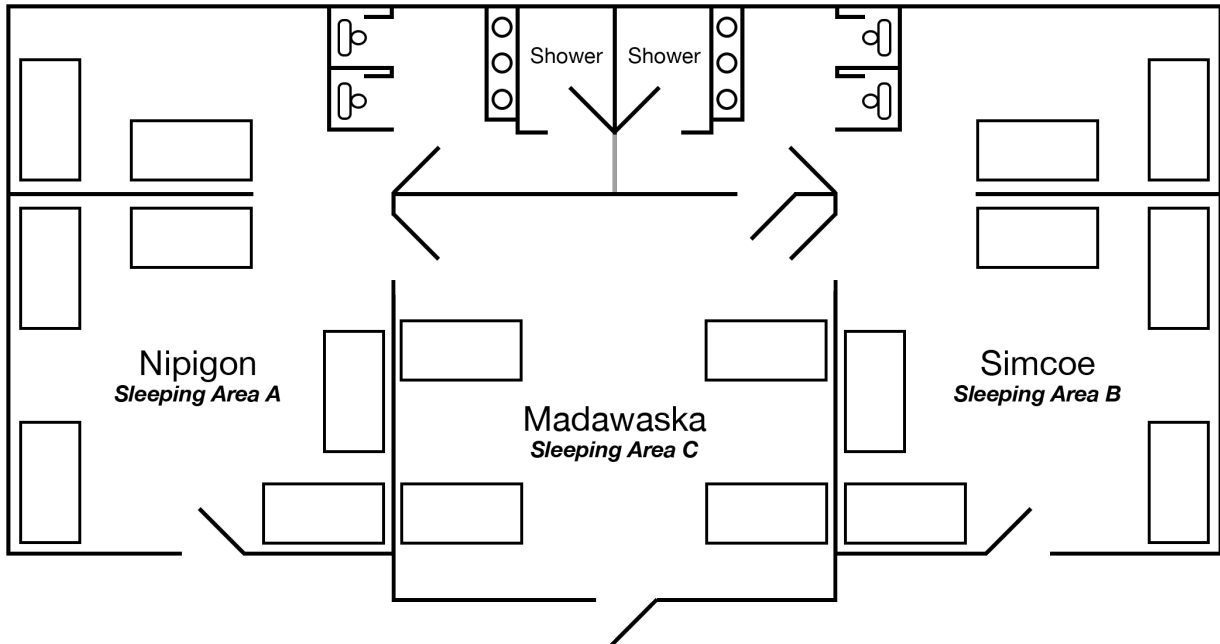 Shower
Shower
Nipigon
Sleeping Area A
Simcoe
Sleeping Area B
Madawaska
Sleeping Area C